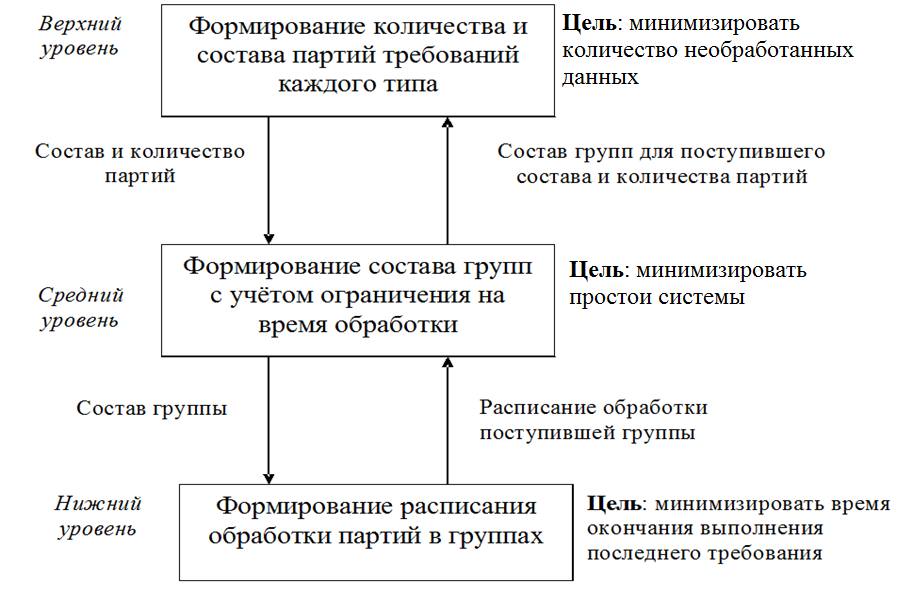 Верхний
уровень
Формирование количества и
состава партий требований
каждого типа
Цель: минимизировать
количество необработанных
данных
Состав и количество
партий
Состав групп для поступившего
состава и количества партий
Средний
уровень
Формирование состава групп
с учётом ограничения на
время обработки
Цель: минимизировать
простои системы
Состав группы
Расписание обработки
поступившей группы
Нижний
уровень
Формирование расписания
обработки партий в группах
Цель: минимизировать время
окончания выполнения
последнего требования